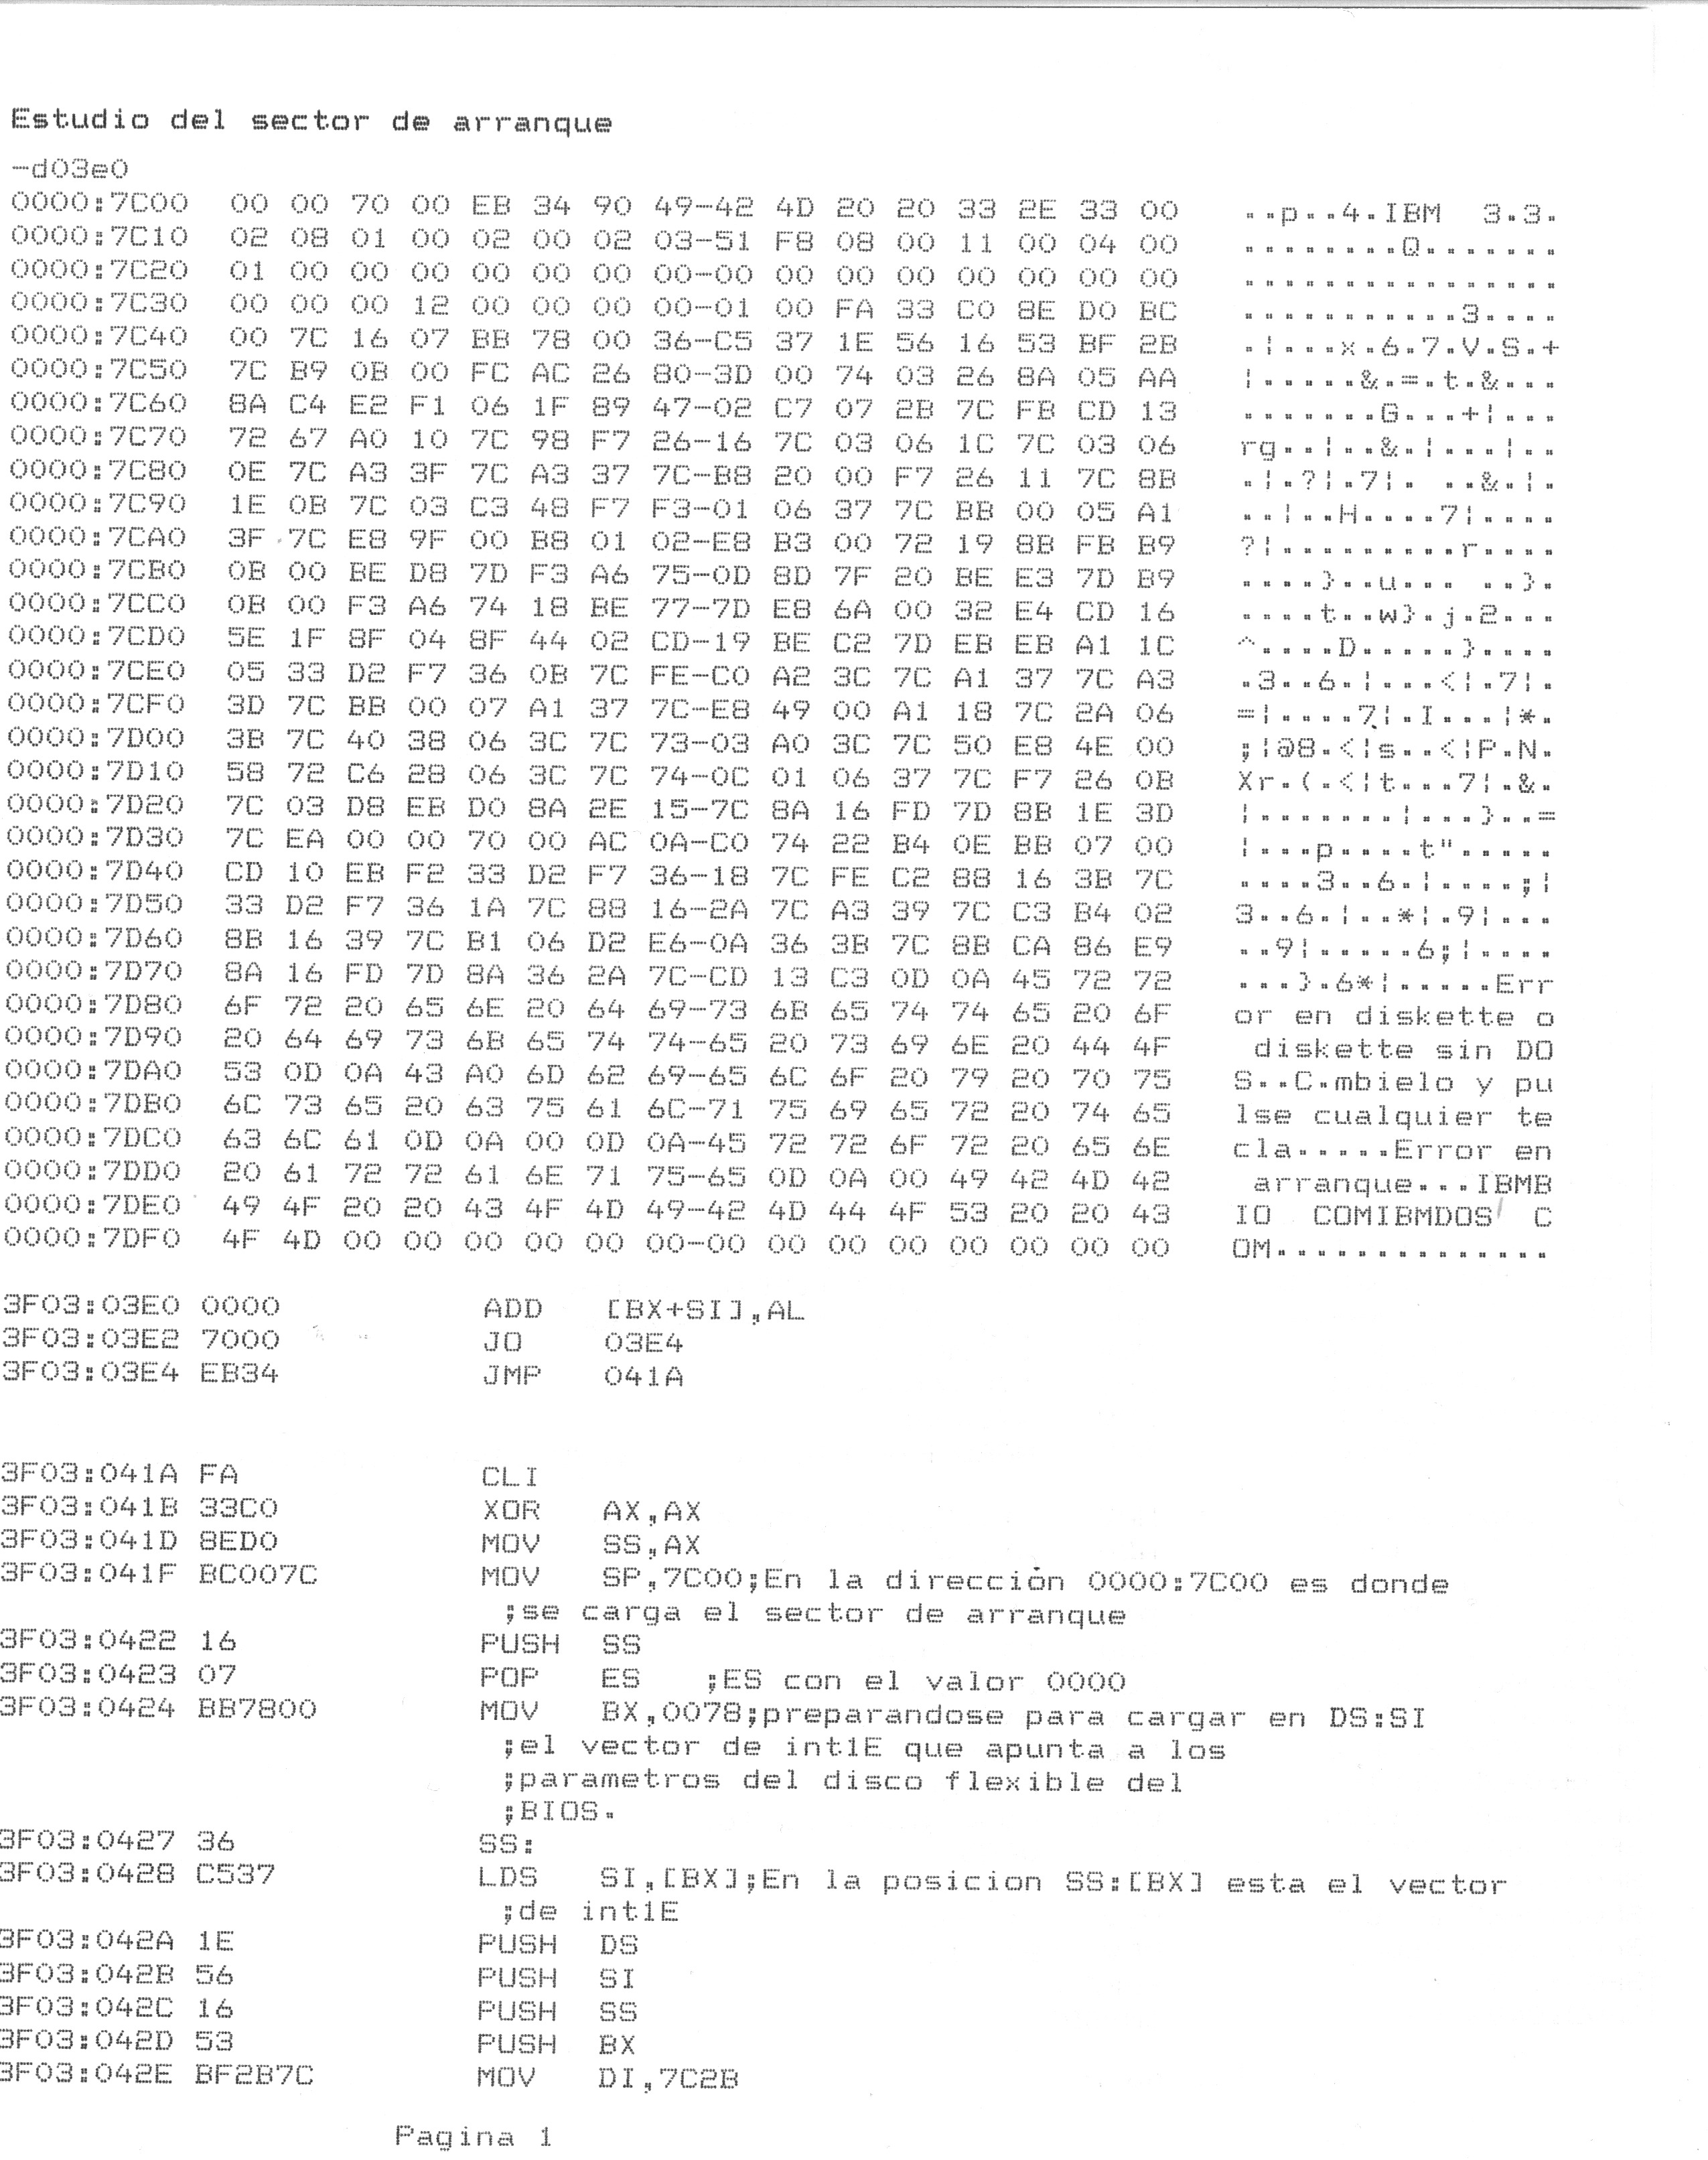 Estudio del sector de arranque
-d03e0
0000:7C00  00 00 70 00 EB 34 90 49-42 4D 20 20 33 2E 33 00   ..p..4.IBM  3.3.
0000:7C10  02 08 01 00 02 00 02 03-51 F8 08 00 11 00 04 00   ........Q.......
0000:7C20  01 00 00 00 00 00 00 00-00 00 00 00 00 00 00 00   ................
0000:7C30  00 00 00 12 00 00 00 00-01 00 FA 33 C0 8E D0 BC   ...........3....
0000:7C40  00 7C 16 07 BB 78 00 36-C5 37 1E 56 16 53 BF 2B   .|...x.6.7.V.S.+
0000:7C50  7C B9 0B 00 FC AC 26 80-3D 00 74 03 26 8A 05 AA   |.....&.=.t.&...
0000:7C60  8A C4 E2 F1 06 1F 89 47-02 C7 07 2B 7C FB CD 13   .......G...+|...
0000:7C70  72 67 A0 10 7C 98 F7 26-16 7C 03 06 1C 7C 03 06   rg..|..&.|...|..
0000:7C80  0E 7C A3 3F 7C A3 37 7C-B8 20 00 F7 26 11 7C 8B   .|.?|.7|. ..&.|.
0000:7C90  1E 0B 7C 03 C3 48 F7 F3-01 06 37 7C BB 00 05 A1   ..|..H....7|....
0000:7CA0  3F 7C E8 9F 00 B8 01 02-E8 B3 00 72 19 8B FB B9   ?|.........r....
0000:7CB0  0B 00 BE D8 7D F3 A6 75-0D 8D 7F 20 BE E3 7D B9   ....}..u... ..}.
0000:7CC0  0B 00 F3 A6 74 18 BE 77-7D E8 6A 00 32 E4 CD 16   ....t..w}.j.2...
0000:7CD0  5E 1F 8F 04 8F 44 02 CD-19 BE C2 7D EB EB A1 1C   ^....D.....}....
0000:7CE0  05 33 D2 F7 36 0B 7C FE-C0 A2 3C 7C A1 37 7C A3   .3..6.|...<|.7|.
0000:7CF0  3D 7C BB 00 07 A1 37 7C-E8 49 00 A1 18 7C 2A 06   =|....7|.I...|*.
0000:7D00  3B 7C 40 38 06 3C 7C 73-03 A0 3C 7C 50 E8 4E 00   ;|@8.<|s..<|P.N.
0000:7D10  58 72 C6 28 06 3C 7C 74-0C 01 06 37 7C F7 26 0B   Xr.(.<|t...7|.&.
0000:7D20  7C 03 D8 EB D0 8A 2E 15-7C 8A 16 FD 7D 8B 1E 3D   |.......|...}..=
0000:7D30  7C EA 00 00 70 00 AC 0A-C0 74 22 B4 0E BB 07 00   |...p....t".....
0000:7D40  CD 10 EB F2 33 D2 F7 36-18 7C FE C2 88 16 3B 7C   ....3..6.|....;|
0000:7D50  33 D2 F7 36 1A 7C 88 16-2A 7C A3 39 7C C3 B4 02   3..6.|..*|.9|...
0000:7D60  8B 16 39 7C B1 06 D2 E6-0A 36 3B 7C 8B CA 86 E9   ..9|.....6;|....
0000:7D70  8A 16 FD 7D 8A 36 2A 7C-CD 13 C3 0D 0A 45 72 72   ...}.6*|.....Err
0000:7D80  6F 72 20 65 6E 20 64 69-73 6B 65 74 74 65 20 6F   or en diskette o
0000:7D90  20 64 69 73 6B 65 74 74-65 20 73 69 6E 20 44 4F    diskette sin DO
0000:7DA0  53 0D 0A 43 A0 6D 62 69-65 6C 6F 20 79 20 70 75   S..C.mbielo y pu
0000:7DB0  6C 73 65 20 63 75 61 6C-71 75 69 65 72 20 74 65   lse cualquier te
0000:7DC0  63 6C 61 0D 0A 00 0D 0A-45 72 72 6F 72 20 65 6E   cla.....Error en
0000:7DD0  20 61 72 72 61 6E 71 75-65 0D 0A 00 49 42 4D 42    arranque...IBMB
0000:7DE0  49 4F 20 20 43 4F 4D 49-42 4D 44 4F 53 20 20 43   IO  COMIBMDOS  C
0000:7DF0  4F 4D 00 00 00 00 00 00-00 00 00 00 00 00 00 00   OM..............
3F03:03E0 0000          ADD   [BX+SI],AL
3F03:03E2 7000          JO    03E4
3F03:03E4 EB34          JMP   041A
3F03:041A FA            CLI
3F03:041B 33C0          XOR   AX,AX
3F03:041D 8ED0          MOV   SS,AX
3F03:041F BC007C        MOV   SP,7C00;En la dirección 0000:7C00 es donde
;se carga el sector de arranque
3F03:0422 16            PUSH  SS
3F03:0423 07            POP   ES   ;ES con el valor 0000
3F03:0424 BB7800        MOV   BX,0078;preparandose para cargar en DS:SI
;el vector de int1E que apunta a los
;parametros del disco flexible del
;BIOS.
3F03:0427 36            SS:
3F03:0428 C537          LDS   SI,[BX];En la posicion SS:[BX] esta el vector
;de int1E
3F03:042A 1E            PUSH  DS
3F03:042B 56            PUSH  SI
3F03:042C 16            PUSH  SS
3F03:042D 53            PUSH  BX
3F03:042E BF2B7C        MOV   DI,7C2B
Pagina 1